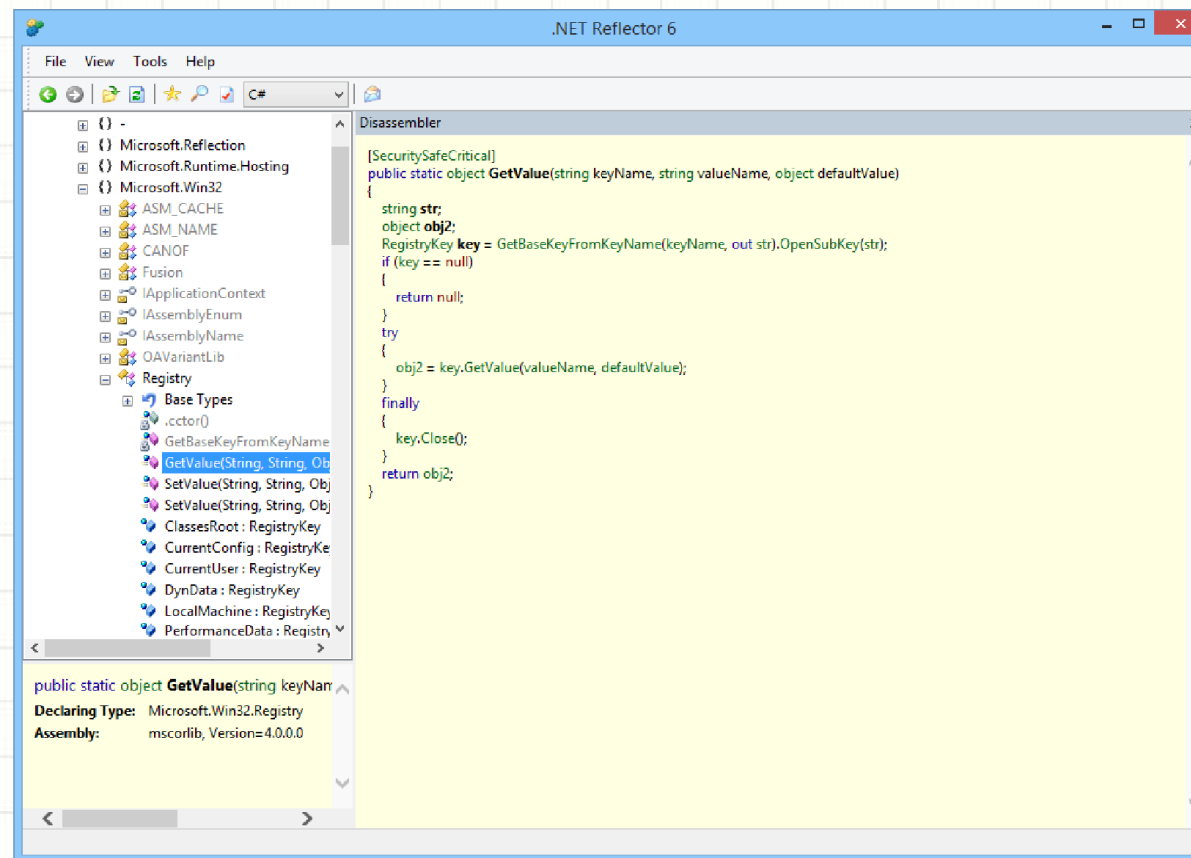 .NET Reflector 6
File View Tools Help
C#
{} -
{} Microsoft.Reflection
{} Microsoft.Runtime.Hosting
{} Microsoft.Win32
ASM_CACHE
ASM_NAME
CANOF
Fusion
IApplicationContext
IAssemblyEnum
IAssemblyName
OAVariantLib
Registry
Base Types
.cctor()
GetBaseKeyFromKeyName
GetValue(String, String, Ob
SetValue(String, String, Obj
SetValue(String, String, Obj
ClassesRoot : RegistryKey
CurrentConfig : RegistryKe
CurrentUser : RegistryKey
DynData : RegistryKey
LocalMachine : RegistryKey
PerformanceData : Registry
public static object GetValue(string keyNam
Declaring Type: Microsoft.Win32.Registry
Assembly: mscorlib, Version=4.0.0.0
Disassembler
[SecuritySafeCritical]
public static object GetValue(string keyName, string valueName, object defaultValue)
{
string str;
object obj2;
RegistryKey key = GetBaseKeyFromKeyName(keyName, out str).OpenSubKey(str);
if (key == null)
{
return null;
}
try
{
obj2 = key.GetValue(valueName, defaultValue);
}
finally
{
key.Close();
}
return obj2;
}